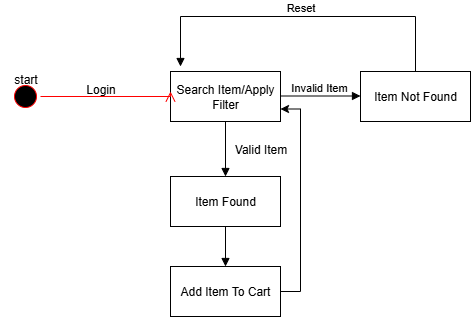 Reset
start
Login
Search Item/Apply
Filter
Invalid Item
Item Not Found
Valid Item
Item Found
Add Item To Cart